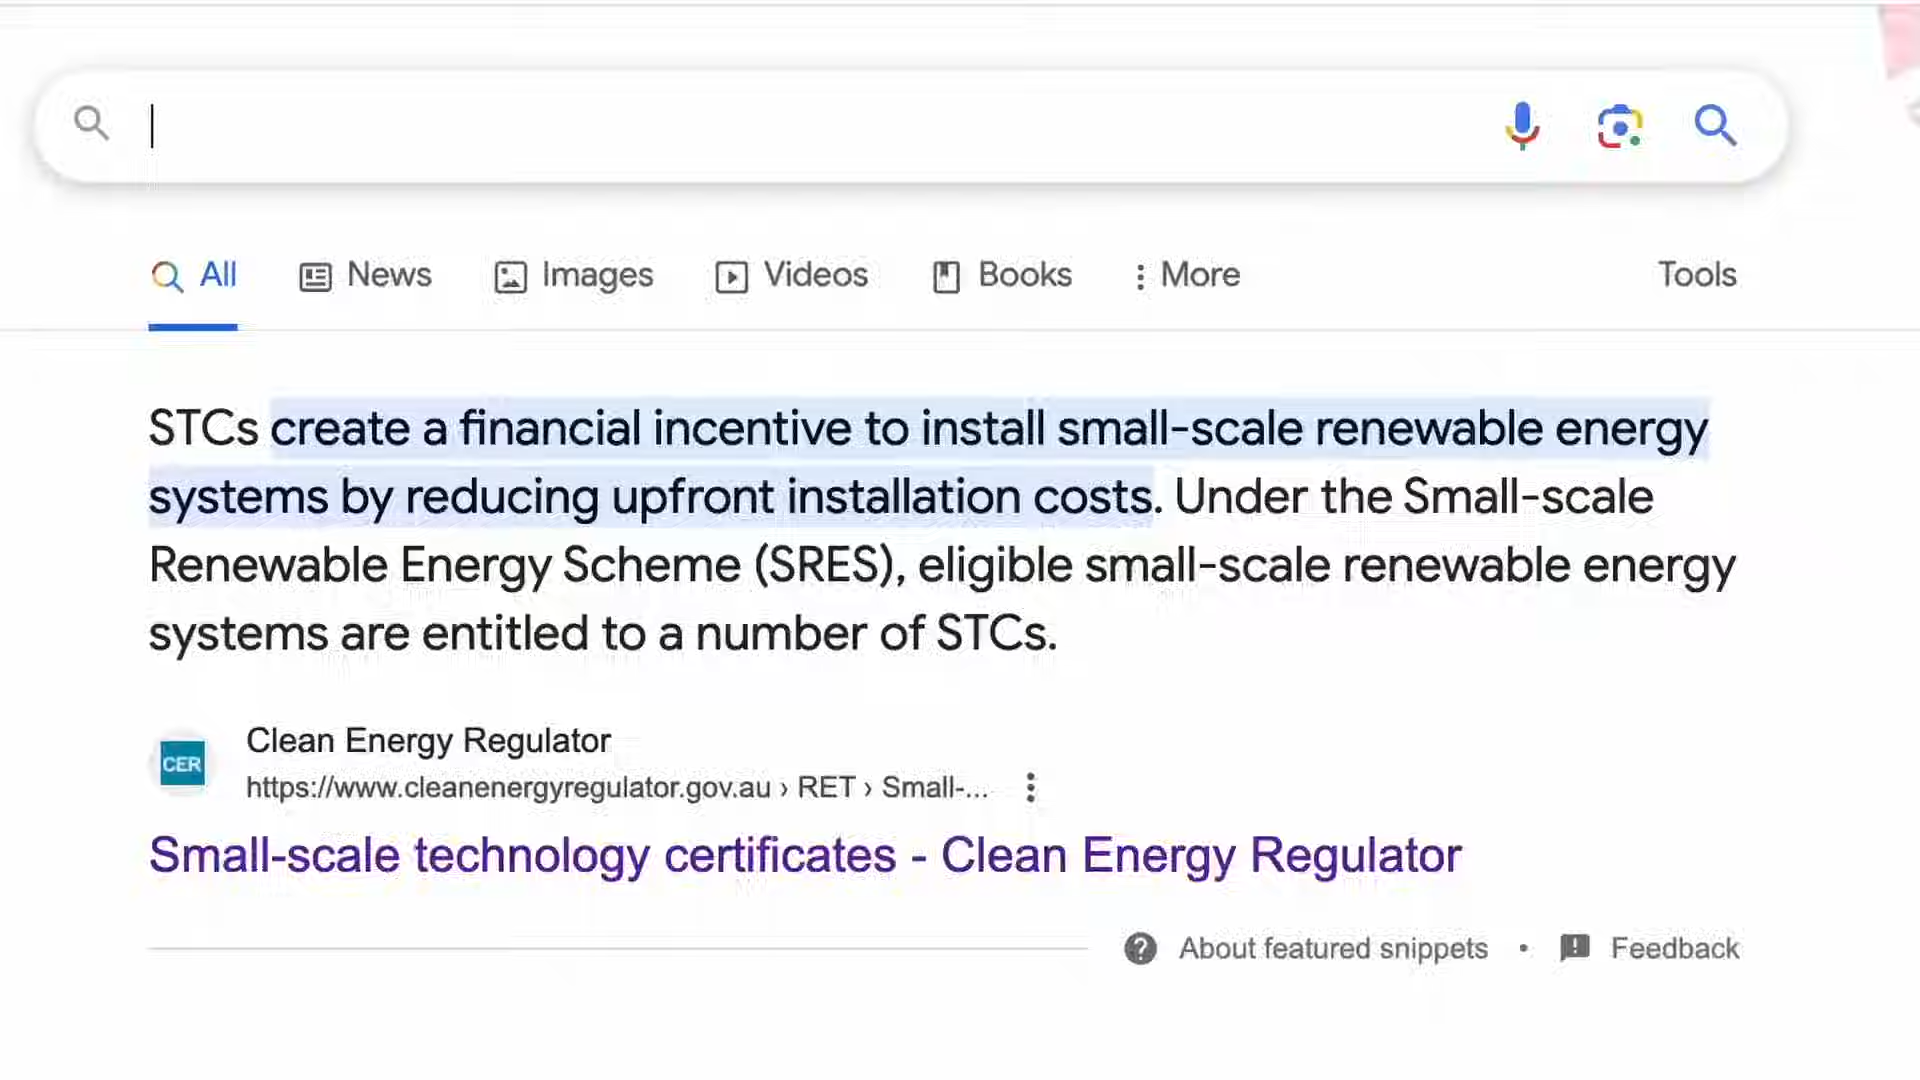 All News Images Videos Books More Tools
STCs create a financial incentive to install small-scale renewable energy
systems by reducing upfront installation costs. Under the Small-scale
Renewable Energy Scheme (SRES), eligible small-scale renewable energy
systems are entitled to a number of STCs.
Clean Energy Regulator
CER
https://www.cleanenergyregulator.gov.au › RET › Small-...
Small-scale technology certificates - Clean Energy Regulator
About featured snippets • Feedback